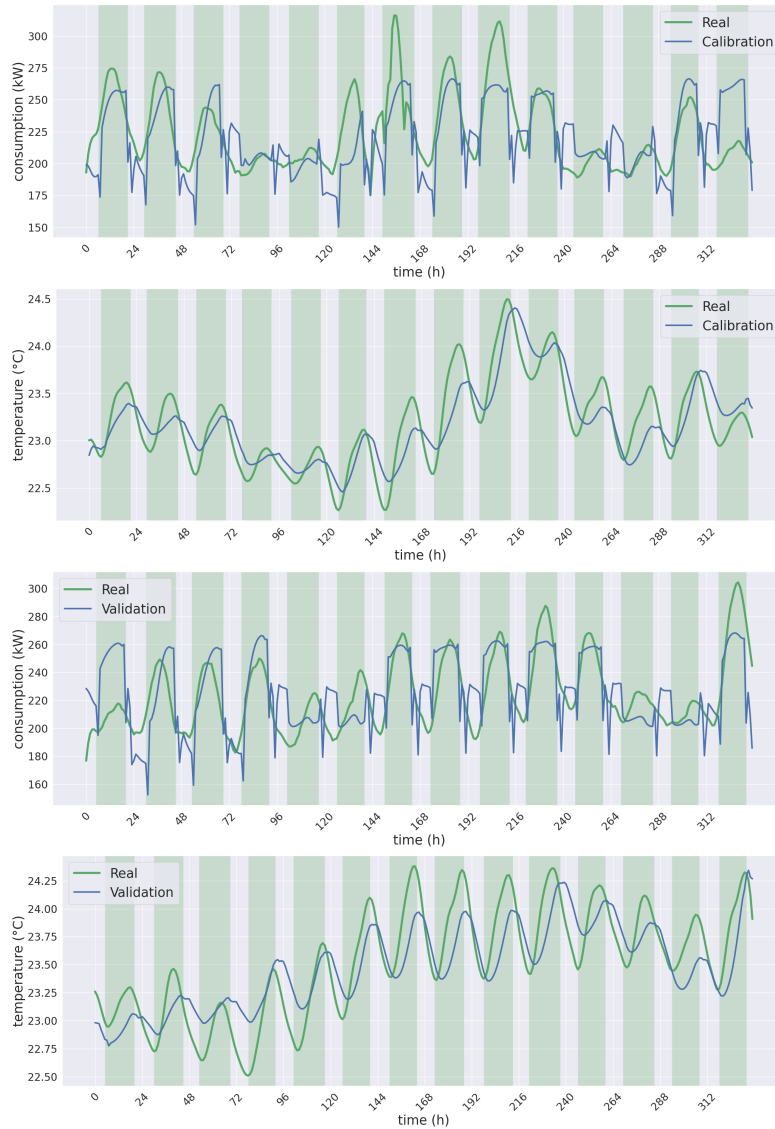 300
275
250
225
200
175
150
consumption (kW)
Real
Calibration
0 24 48 72 96 120 144 168 192 216 240 264 288 312
time (h)
24.5
24.0
23.5
23.0
22.5
temperature (°C)
Real
Calibration
0 24 48 72 96 120 144 168 192 216 240 264 288 312
time (h)
300
280
260
240
220
200
180
160
consumption (kW)
Real
Validation
0 24 48 72 96 120 144 168 192 216 240 264 288 312
time (h)
24.25
24.00
23.75
23.50
23.25
23.00
22.75
22.50
temperature (°C)
Real
Validation
0 24 48 72 96 120 144 168 192 216 240 264 288 312
time (h)